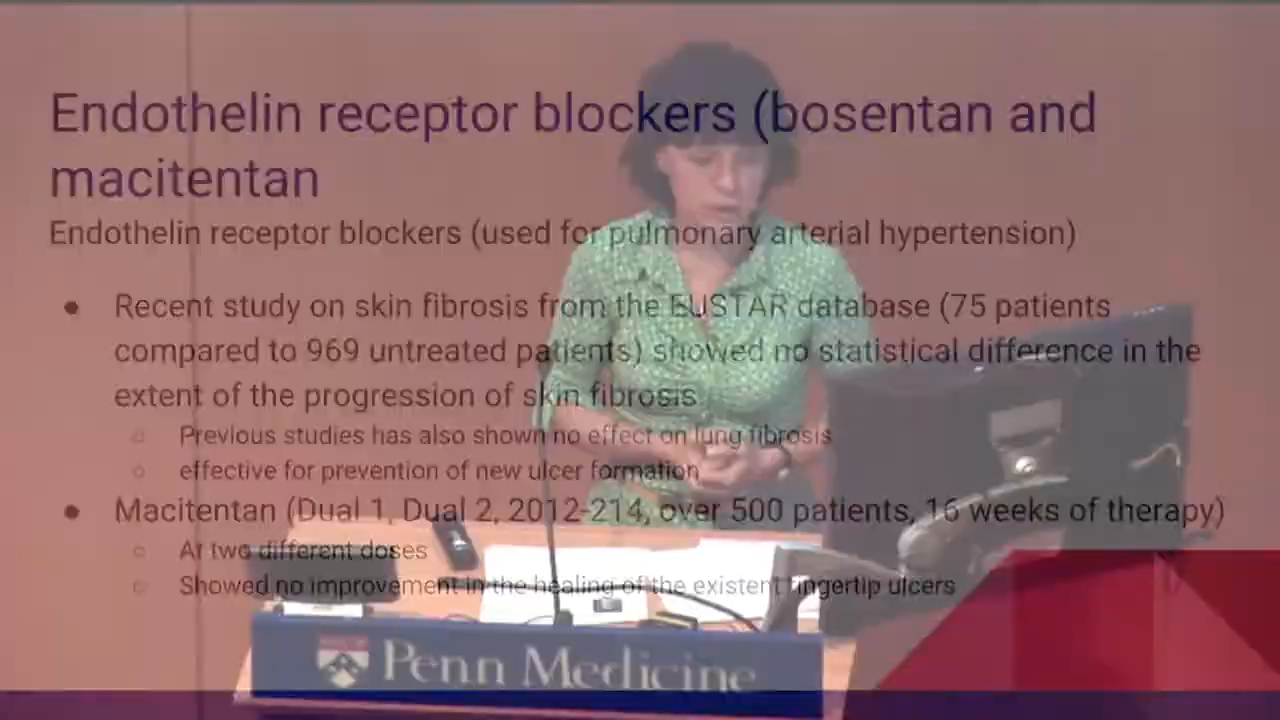 Endothelin receptor blockers (bosentan and
macitentan
Endothelin receptor blockers (used for pulmonary arterial hypertension)
● Recent study on skin fibrosis from the EUSTAR database (75 patients
compared to 969 untreated patients) showed no statistical difference in the
extent of the progression of skin fibrosis
○ Previous studies has also shown no effect on lung fibrosis
○ effective for prevention of new ulcer formation
● Macitentan (Dual 1, Dual 2, 2012-214, over 500 patients, 16 weeks of therapy)
○ At two different doses
○ Showed no improvement in the healing of the existent fingertip ulcers
Penn Medicine